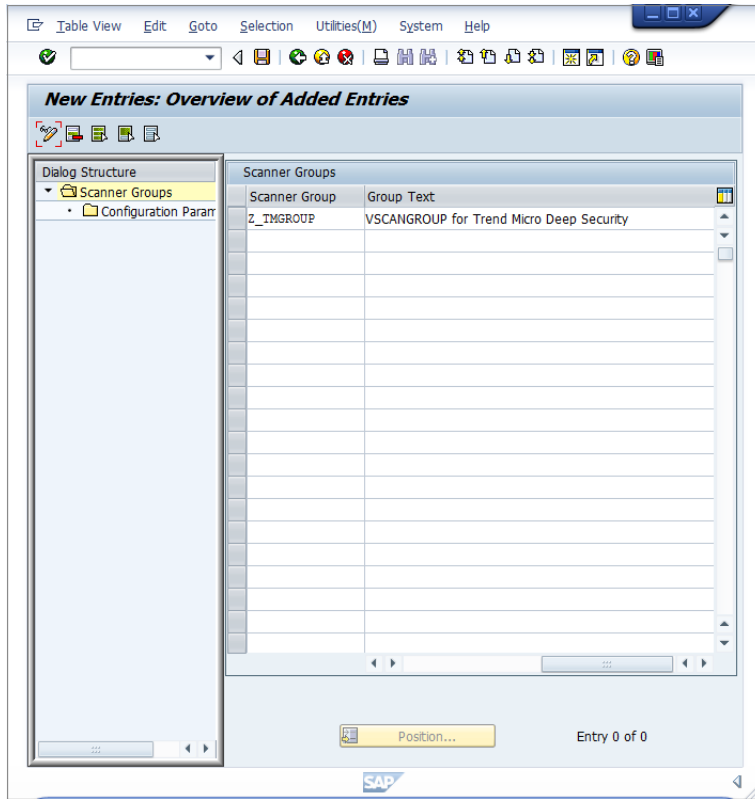 Table View Edit Goto Selection Utilities(M) System Help
New Entries: Overview of Added Entries
Dialog Structure
Scanner Groups
Configuration Param
Scanner Groups
Scanner Group Group Text
Z_TMGROUP VSCANGROUP for Trend Micro Deep Security
Position... Entry 0 of 0
SAP